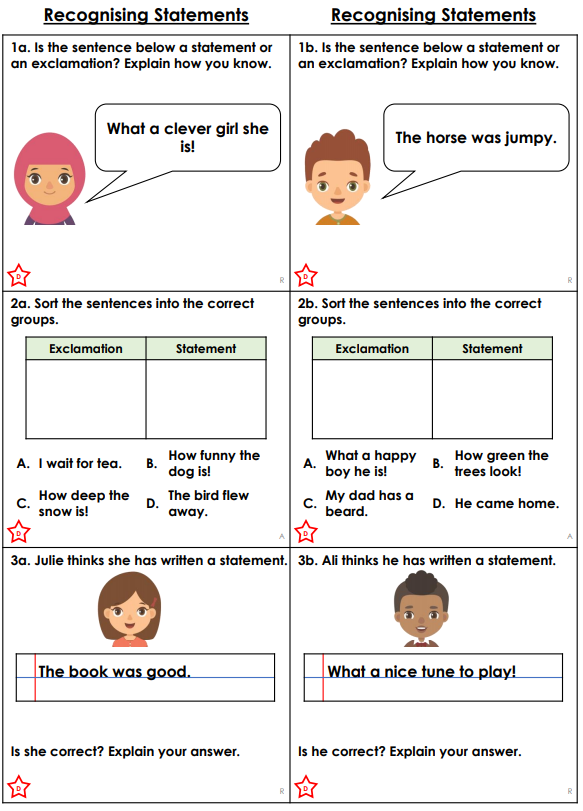 Recognising Statements
Recognising Statements
1a. Is the sentence below a statement or
an exclamation? Explain how you know.
What a clever girl she
is!
D
R
1b. Is the sentence below a statement or
an exclamation? Explain how you know.
The horse was jumpy.
D
R
2a. Sort the sentences into the correct
groups.
Exclamation Statement
A. I wait for tea.
B. How funny the
dog is!
C. How deep the
snow is!
D. The bird flew
away.
D
A
2b. Sort the sentences into the correct
groups.
Exclamation Statement
A. What a happy
boy he is!
B. How green the
trees look!
C. My dad has a
beard.
D. He came home.
D
A
3a. Julie thinks she has written a statement.
The book was good.
Is she correct? Explain your answer.
D
R
3b. Ali thinks he has written a statement.
What a nice tune to play!
Is he correct? Explain your answer.
D
R